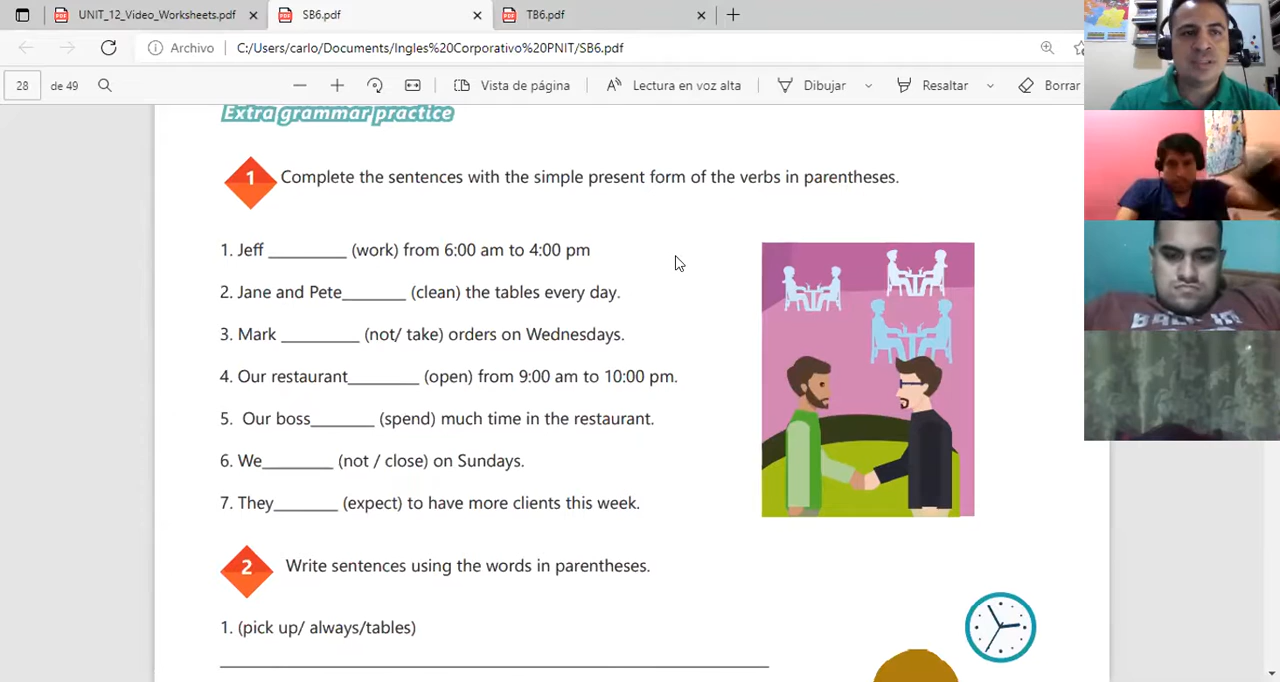 UNIT_12_Video_Worksheets.pdf
SB6.pdf
TB6.pdf
Archivo
C:/Users/carlo/Documents/Ingles%20Corporativo%20PNIT/SB6.pdf
28 de 49
Vista de página
Lectura en voz alta
Dibujar
Resaltar
Borrar
Extra grammar practice
1 Complete the sentences with the simple present form of the verbs in parentheses.
1. Jeff _________ (work) from 6:00 am to 4:00 pm
2. Jane and Pete_______ (clean) the tables every day.
3. Mark _________ (not/ take) orders on Wednesdays.
4. Our restaurant________ (open) from 9:00 am to 10:00 pm.
5. Our boss_______ (spend) much time in the restaurant.
6. We________ (not / close) on Sundays.
7. They_______ (expect) to have more clients this week.
2 Write sentences using the words in parentheses.
1. (pick up/ always/tables)